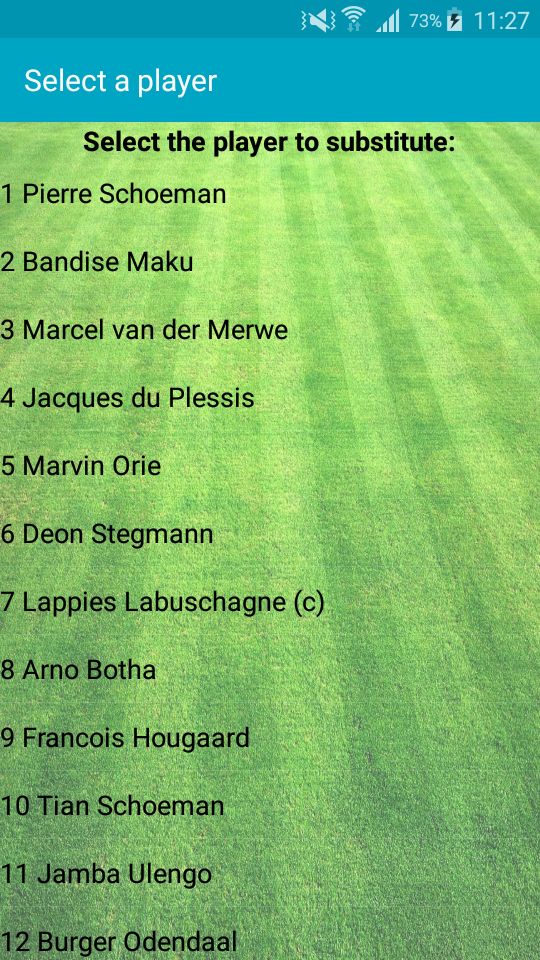 73% 11:27
Select a player
Select the player to substitute:
1 Pierre Schoeman
2 Bandise Maku
3 Marcel van der Merwe
4 Jacques du Plessis
5 Marvin Orie
6 Deon Stegmann
7 Lappies Labuschagne (c)
8 Arno Botha
9 Francois Hougaard
10 Tian Schoeman
11 Jamba Ulengo
12 Burger Odendaal